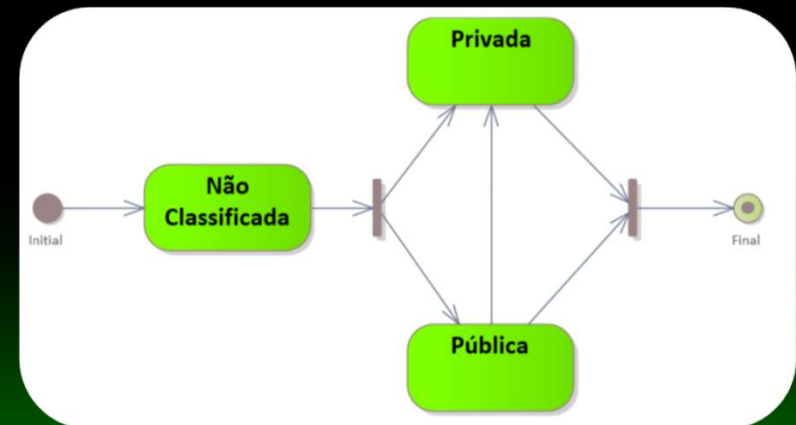 Privada
Não
Classificada
Initial
Final
Pública